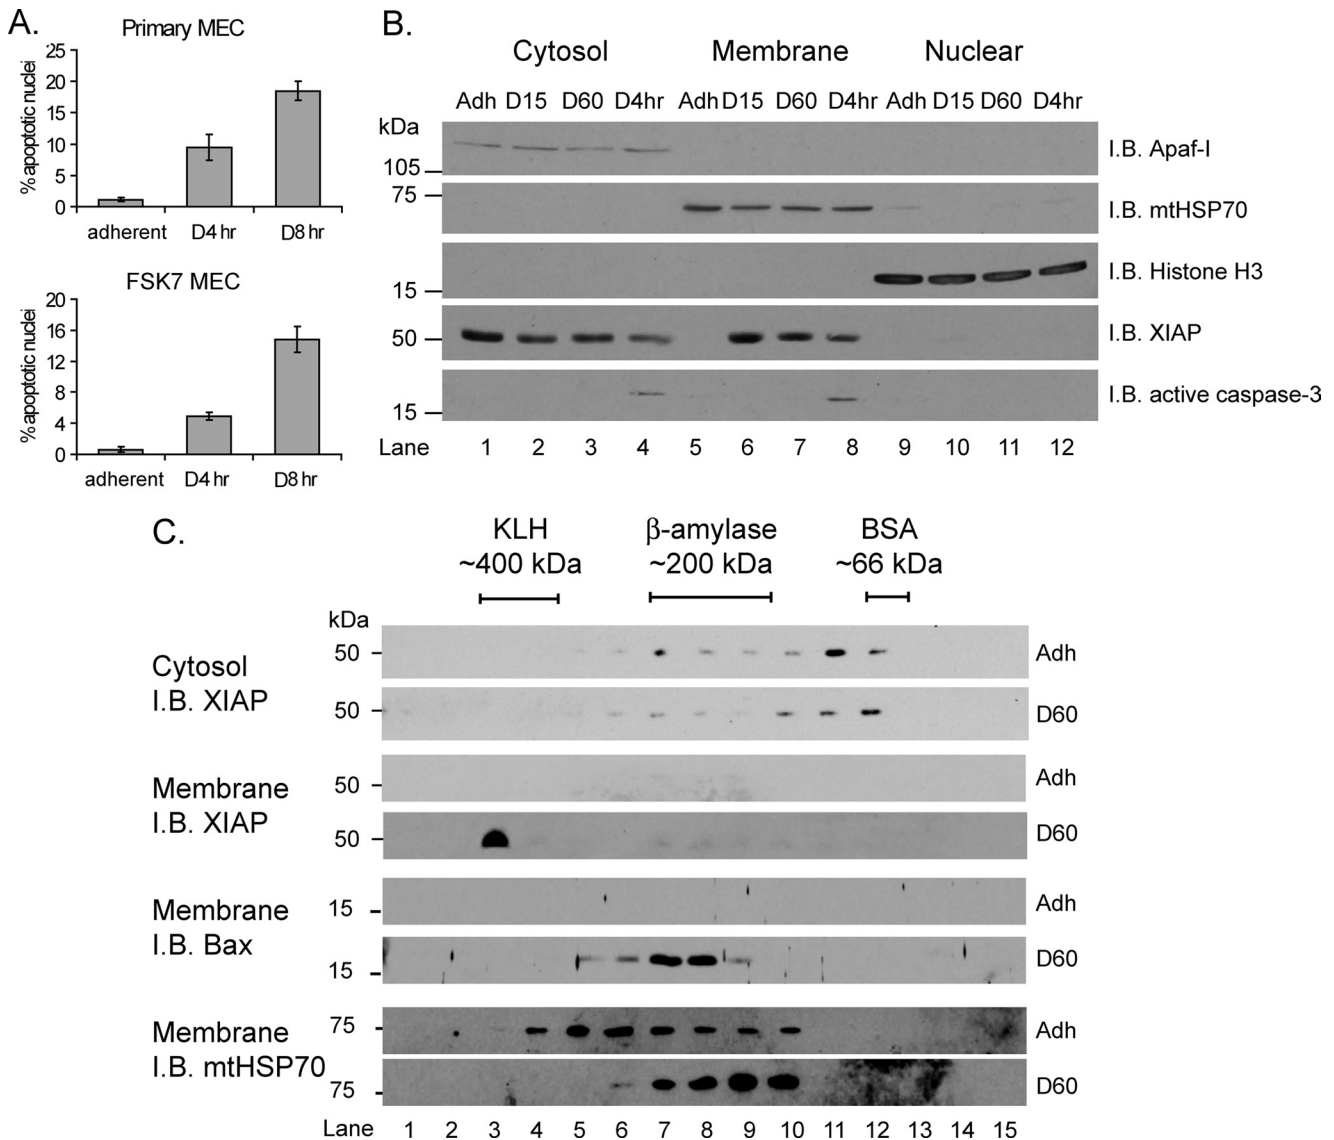 A.
Primary MEC
% apoptotic nuclei
25
20
15
10
5
0
adherent D4 hr D8 hr
FSK7 MEC
% apoptotic nuclei
20
16
12
8
4
0
adherent D4 hr D8 hr
B.
Cytosol Membrane Nuclear
Adh D15 D60 D4hr Adh D15 D60 D4hr Adh D15 D60 D4hr
kDa
105 I.B. Apaf-I
75 I.B. mtHSP70
15 I.B. Histone H3
50 I.B. XIAP
15 I.B. active caspase-3
Lane 1 2 3 4 5 6 7 8 9 10 11 12
C.
KLH β-amylase BSA
~400 kDa ~200 kDa ~66 kDa
kDa
Cytosol
I.B. XIAP
50 Adh
50 D60
Membrane
I.B. XIAP
50 Adh
50 D60
Membrane
I.B. Bax
15 Adh
15 D60
Membrane
I.B. mtHSP70
75 Adh
75 D60
Lane 1 2 3 4 5 6 7 8 9 10 11 12 13 14 15